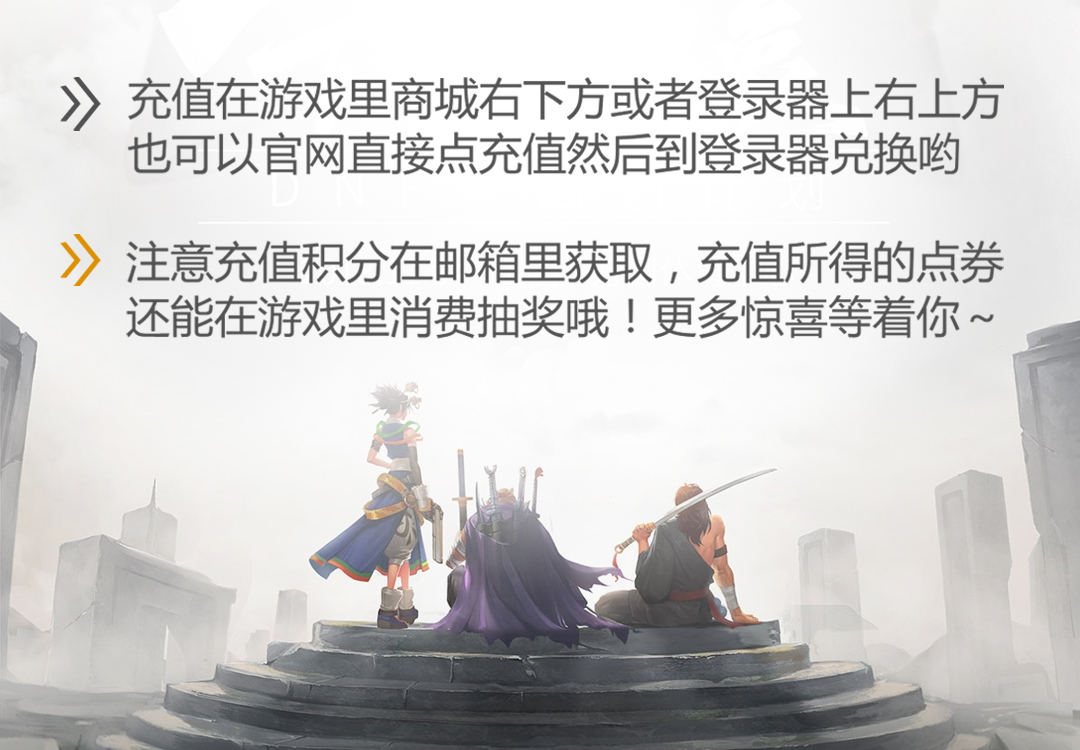 充值在游戏里商城右下方或者登录器上右上方
也可以官网直接点充值然后到登录器兑换哟
注意充值积分在邮箱里获取，充值所得的点券
还能在游戏里消费抽奖哦！更多惊喜等着你～